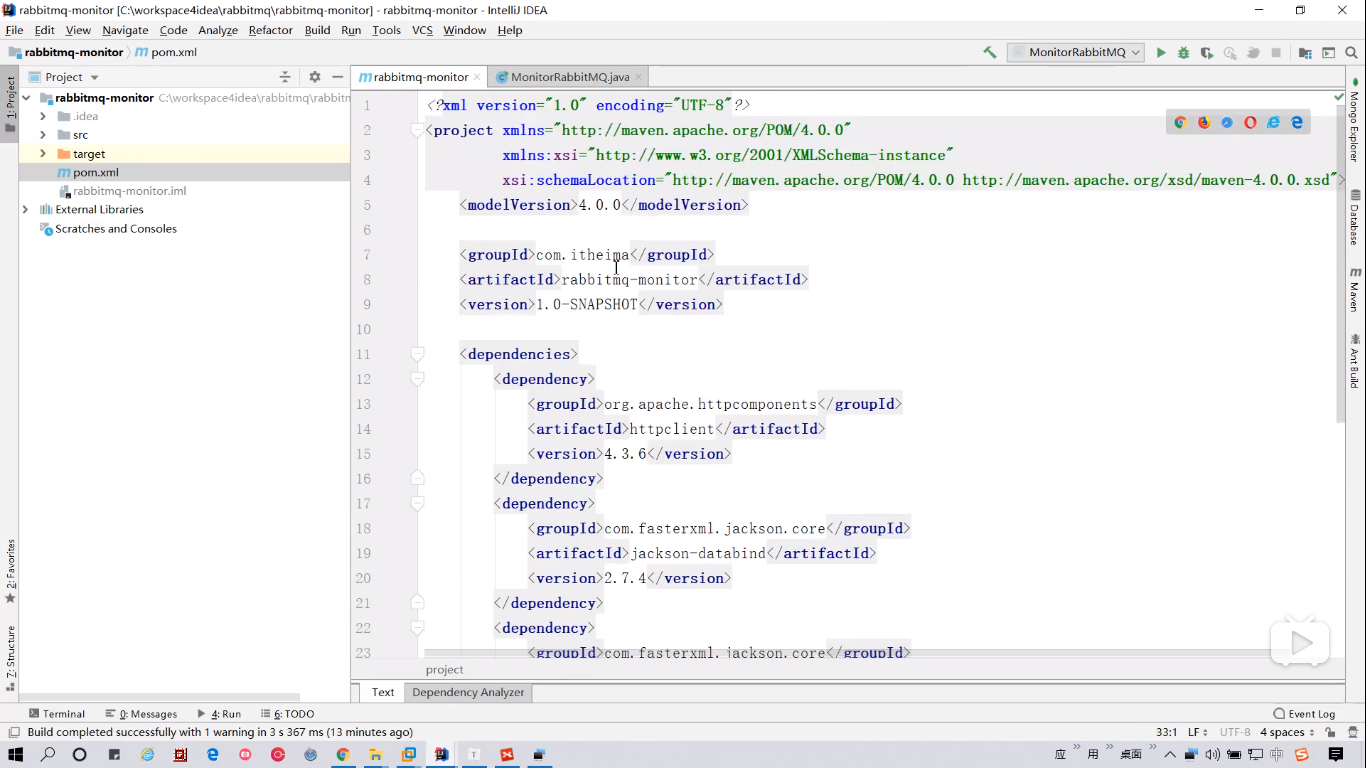 rabbitmq-monitor [C:\workspace4idea\rabbitmq\rabbitmq-monitor] - rabbitmq-monitor - IntelliJ IDEA
File Edit View Navigate Code Analyze Refactor Build Run Tools VCS Window Help
rabbitmq-monitor pom.xml MonitorRabbitMQ
Project rabbitmq-monitor MonitorRabbitMQ.java
1: Project
rabbitmq-monitor C:\workspace4idea\rabbitmq\rabbitn
.idea
src
target
pom.xml
rabbitmq-monitor.iml
External Libraries
Scratches and Consoles
2: Favorites
Z: Structure
1 <?xml version="1.0" encoding="UTF-8"?>
2 <project xmlns="http://maven.apache.org/POM/4.0.0"
3 xmlns:xsi="http://www.w3.org/2001/XMLSchema-instance"
4 xsi:schemaLocation="http://maven.apache.org/POM/4.0.0 http://maven.apache.org/xsd/maven-4.0.0.xsd">
5 <modelVersion>4.0.0</modelVersion>
6
7 <groupId>com.itheima</groupId>
8 <artifactId>rabbitmq-monitor</artifactId>
9 <version>1.0-SNAPSHOT</version>
10
11 <dependencies>
12 <dependency>
13 <groupId>org.apache.httpcomponents</groupId>
14 <artifactId>httpclient</artifactId>
15 <version>4.3.6</version>
16 </dependency>
17 <dependency>
18 <groupId>com.fasterxml.jackson.core</groupId>
19 <artifactId>jackson-databind</artifactId>
20 <version>2.7.4</version>
21 </dependency>
22 <dependency>
23 <groupId>com.fasterxml.jackson.core</groupId>
project
Text Dependency Analyzer
Mongo Explorer
Database
Maven
Ant Build
Terminal 0: Messages 4: Run 6: TODO Event Log
Build completed successfully with 1 warning in 3 s 367 ms (13 minutes ago) 33:1 LF UTF-8 4 spaces
应 用 桌面 中